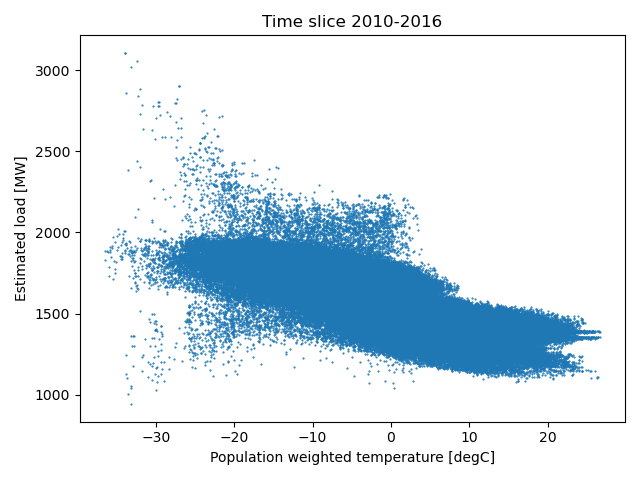 Time slice 2010-2016
Estimated load [MW]
3000
2500
2000
1500
1000
−30 −20 −10 0 10 20
Population weighted temperature [degC]